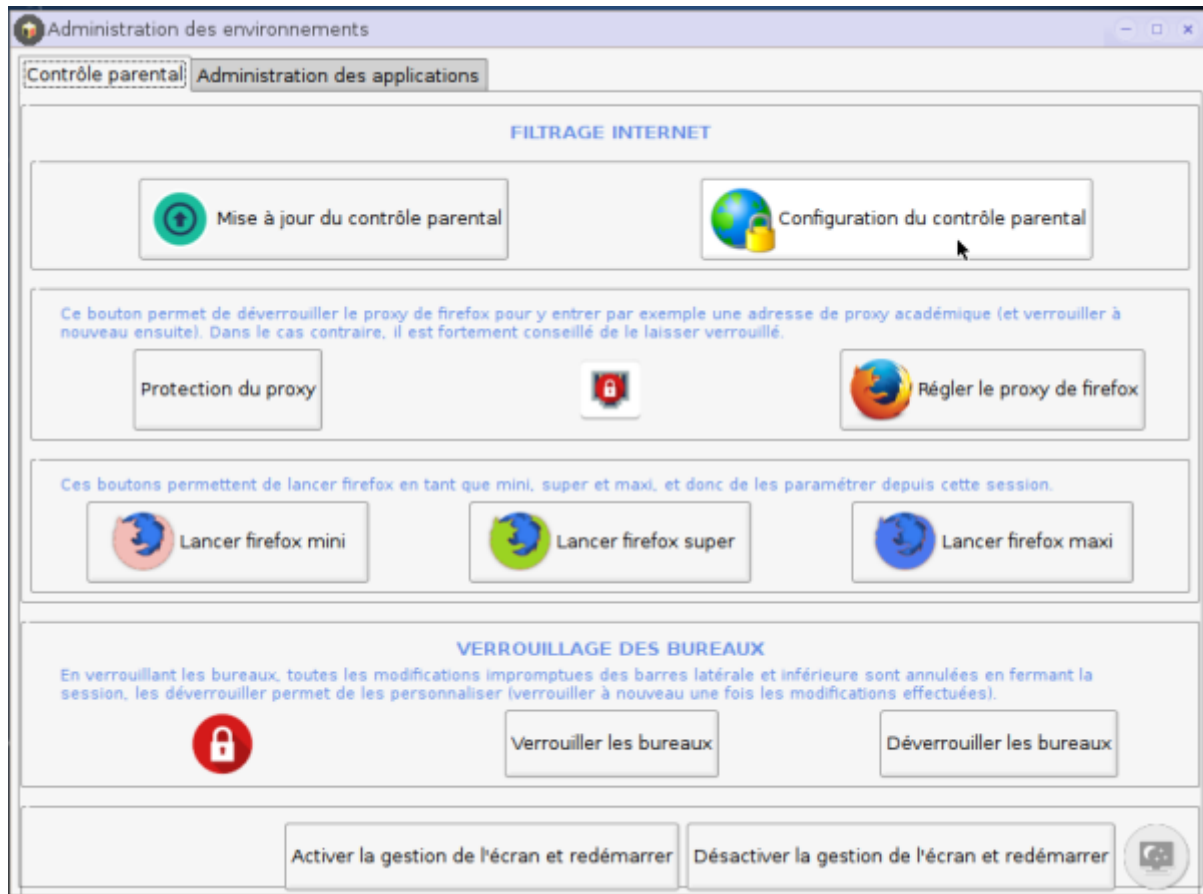 Administration des environnements
Contrôle parental Administration des applications
FILTRAGE INTERNET
Mise à jour du contrôle parental Configuration du contrôle parental
Ce bouton permet de déverrouiller le proxy de firefox pour y entrer par exemple une adresse de proxy académique (et verrouiller à
nouveau ensuite). Dans le cas contraire, il est fortement conseillé de le laisser verrouillé.
Protection du proxy Régler le proxy de firefox
Ces boutons permettent de lancer firefox en tant que mini, super et maxi, et donc de les paramétrer depuis cette session.
Lancer firefox mini Lancer firefox super Lancer firefox maxi
VERROUILLAGE DES BUREAUX
En verrouillant les bureaux, toutes les modifications impromptues des barres latérale et inférieure sont annulées en fermant la
session, les déverrouiller permet de les personnaliser (verrouiller à nouveau une fois les modifications effectuées).
Verrouiller les bureaux Déverrouiller les bureaux
Activer la gestion de l'écran et redémarrer Désactiver la gestion de l'écran et redémarrer